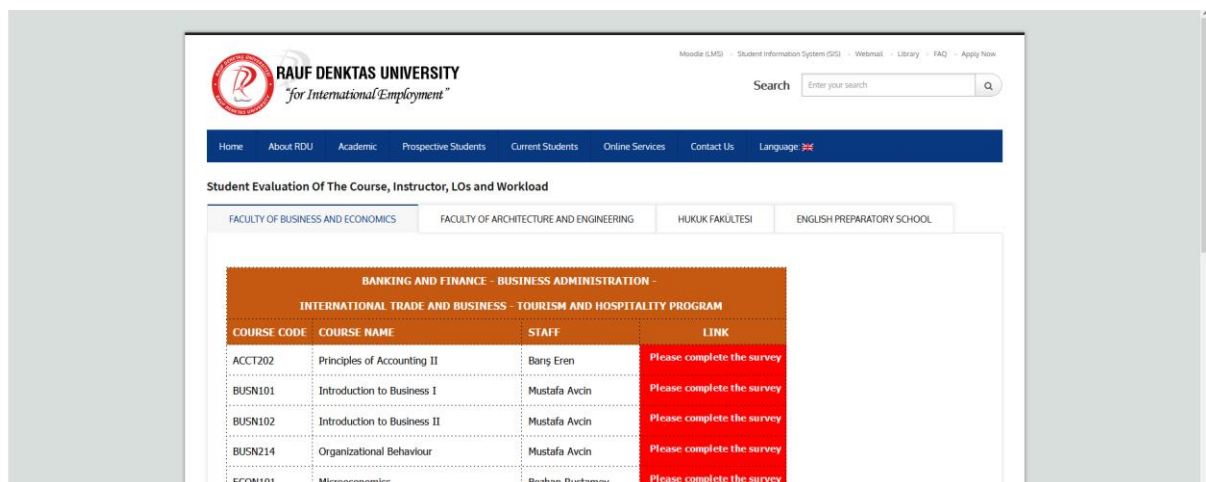 Moodle (LMS) - Student Information System (SIS) - Webmail - Library - FAQ - Apply Now
RAUF DENKTAS UNIVERSITY
"for International Employment"
Search Enter your search
Home About RDU Academic Prospective Students Current Students Online Services Contact Us Language:
Student Evaluation Of The Course, Instructor, LOs and Workload
FACULTY OF BUSINESS AND ECONOMICS FACULTY OF ARCHITECTURE AND ENGINEERING HUKUK FAKÜLTESI ENGLISH PREPARATORY SCHOOL
BANKING AND FINANCE - BUSINESS ADMINISTRATION -
INTERNATIONAL TRADE AND BUSINESS - TOURISM AND HOSPITALITY PROGRAM
COURSE CODE COURSE NAME STAFF LINK
ACCT202 Principles of Accounting II Barış Eren Please complete the survey
BUSN101 Introduction to Business I Mustafa Avcin Please complete the survey
BUSN102 Introduction to Business II Mustafa Avcin Please complete the survey
BUSN214 Organizational Behaviour Mustafa Avcin Please complete the survey
ECON101 Microeconomics Please complete the survey